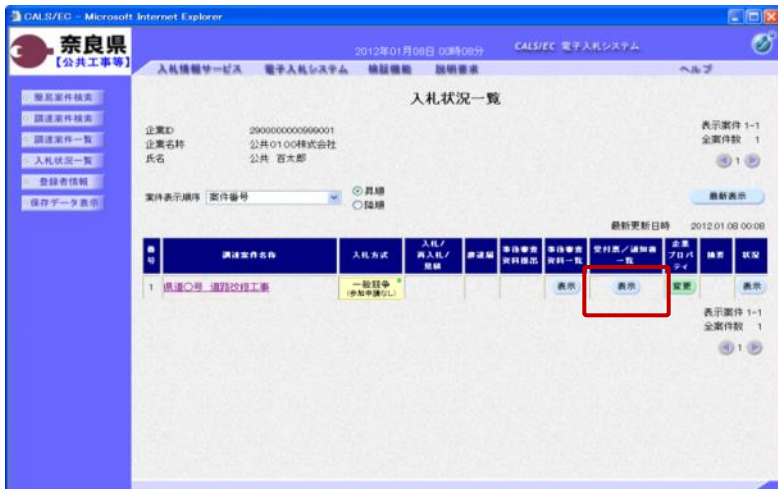 CALS/EC - Microsoft Internet Explorer
奈良県
【公共工事等】
2012年01月08日 00時08分
CALS/EC 電子入札システム
入札情報サービス
電子入札システム
検証機能
説明要求
ヘルプ
簡易案件検索
調達案件検索
調達案件一覧
入札状況一覧
登録者情報
保存データ表示
入札状況一覧
企業ID 2900000000999001
企業名称 公共0100株式会社
氏名 公共 百太郎
表示案件 1-1
全案件数 1
1
案件表示順序 案件番号
昇順
降順
最新表示
最新更新日時 2012.01.08 00:08
番号
調達案件名称
入札方式
入札/再入札/見積
辞退届
事後審査資料提出
事後審査資料一覧
受付票/通知書一覧
企業プロパティ
摘要
状況
1 県道〇号 道路改修工事
一般競争
(参加申請なし)
表示
表示
変更
表示
表示案件 1-1
全案件数 1
1